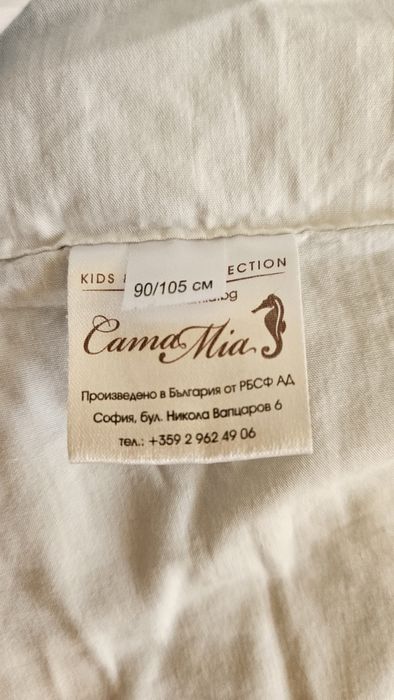 KIDS ECTION
90/105 см
.bg
Cama Mia
Произведено в България от РБСФ АД
София, бул. Никола Вапцаров 6
тел.: +359 2 962 49 06